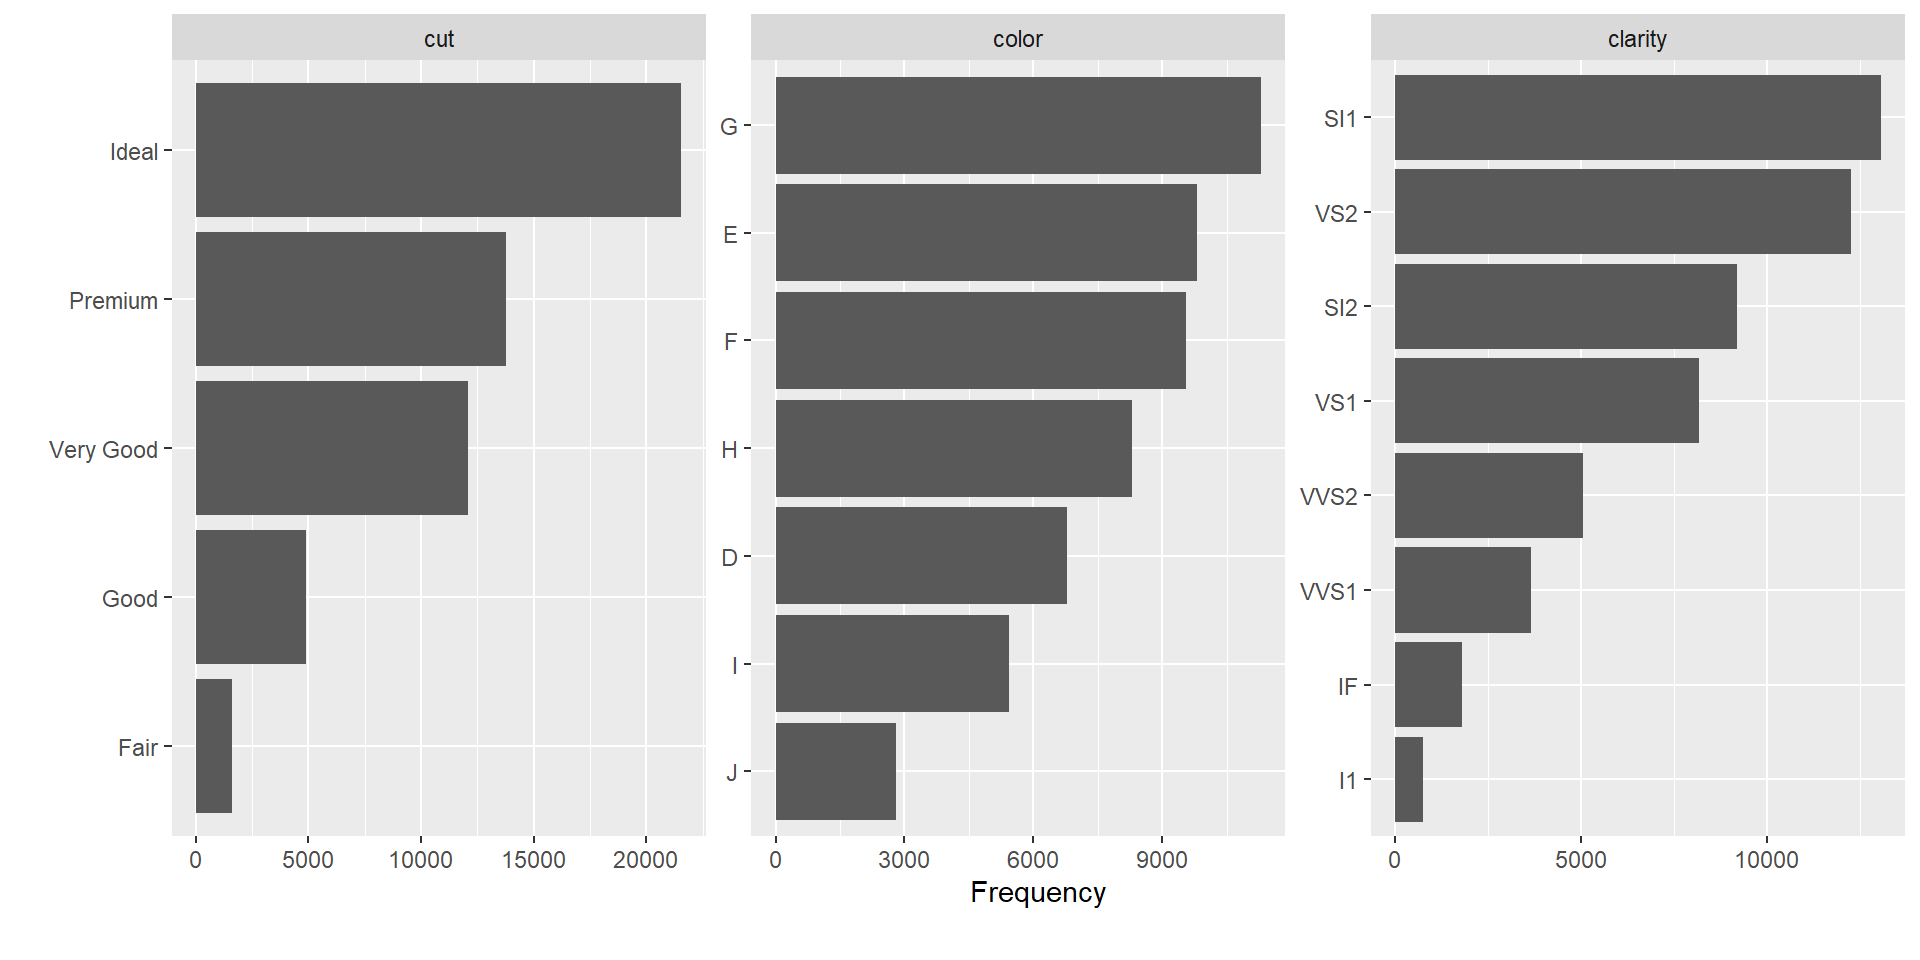 cut
Ideal
Premium
Very Good
Good
Fair
0 5000 10000 15000 20000
color
G
E
F
H
D
I
J
0 3000 6000 9000
clarity
SI1
VS2
SI2
VS1
VVS2
VVS1
IF
I1
0 5000 10000
Frequency